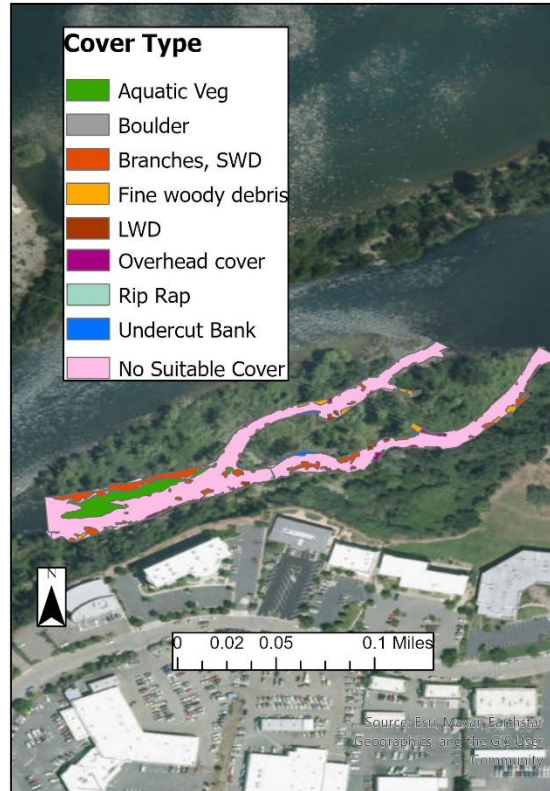 Cover Type
Aquatic Veg
Boulder
Branches, SWD
Fine woody debris
LWD
Overhead cover
Rip Rap
Undercut Bank
No Suitable Cover
N
0 0.02 0.05 0.1 Miles
Source: Esri, Maxar, Earthstar
Geographics, and the GIS User
Community